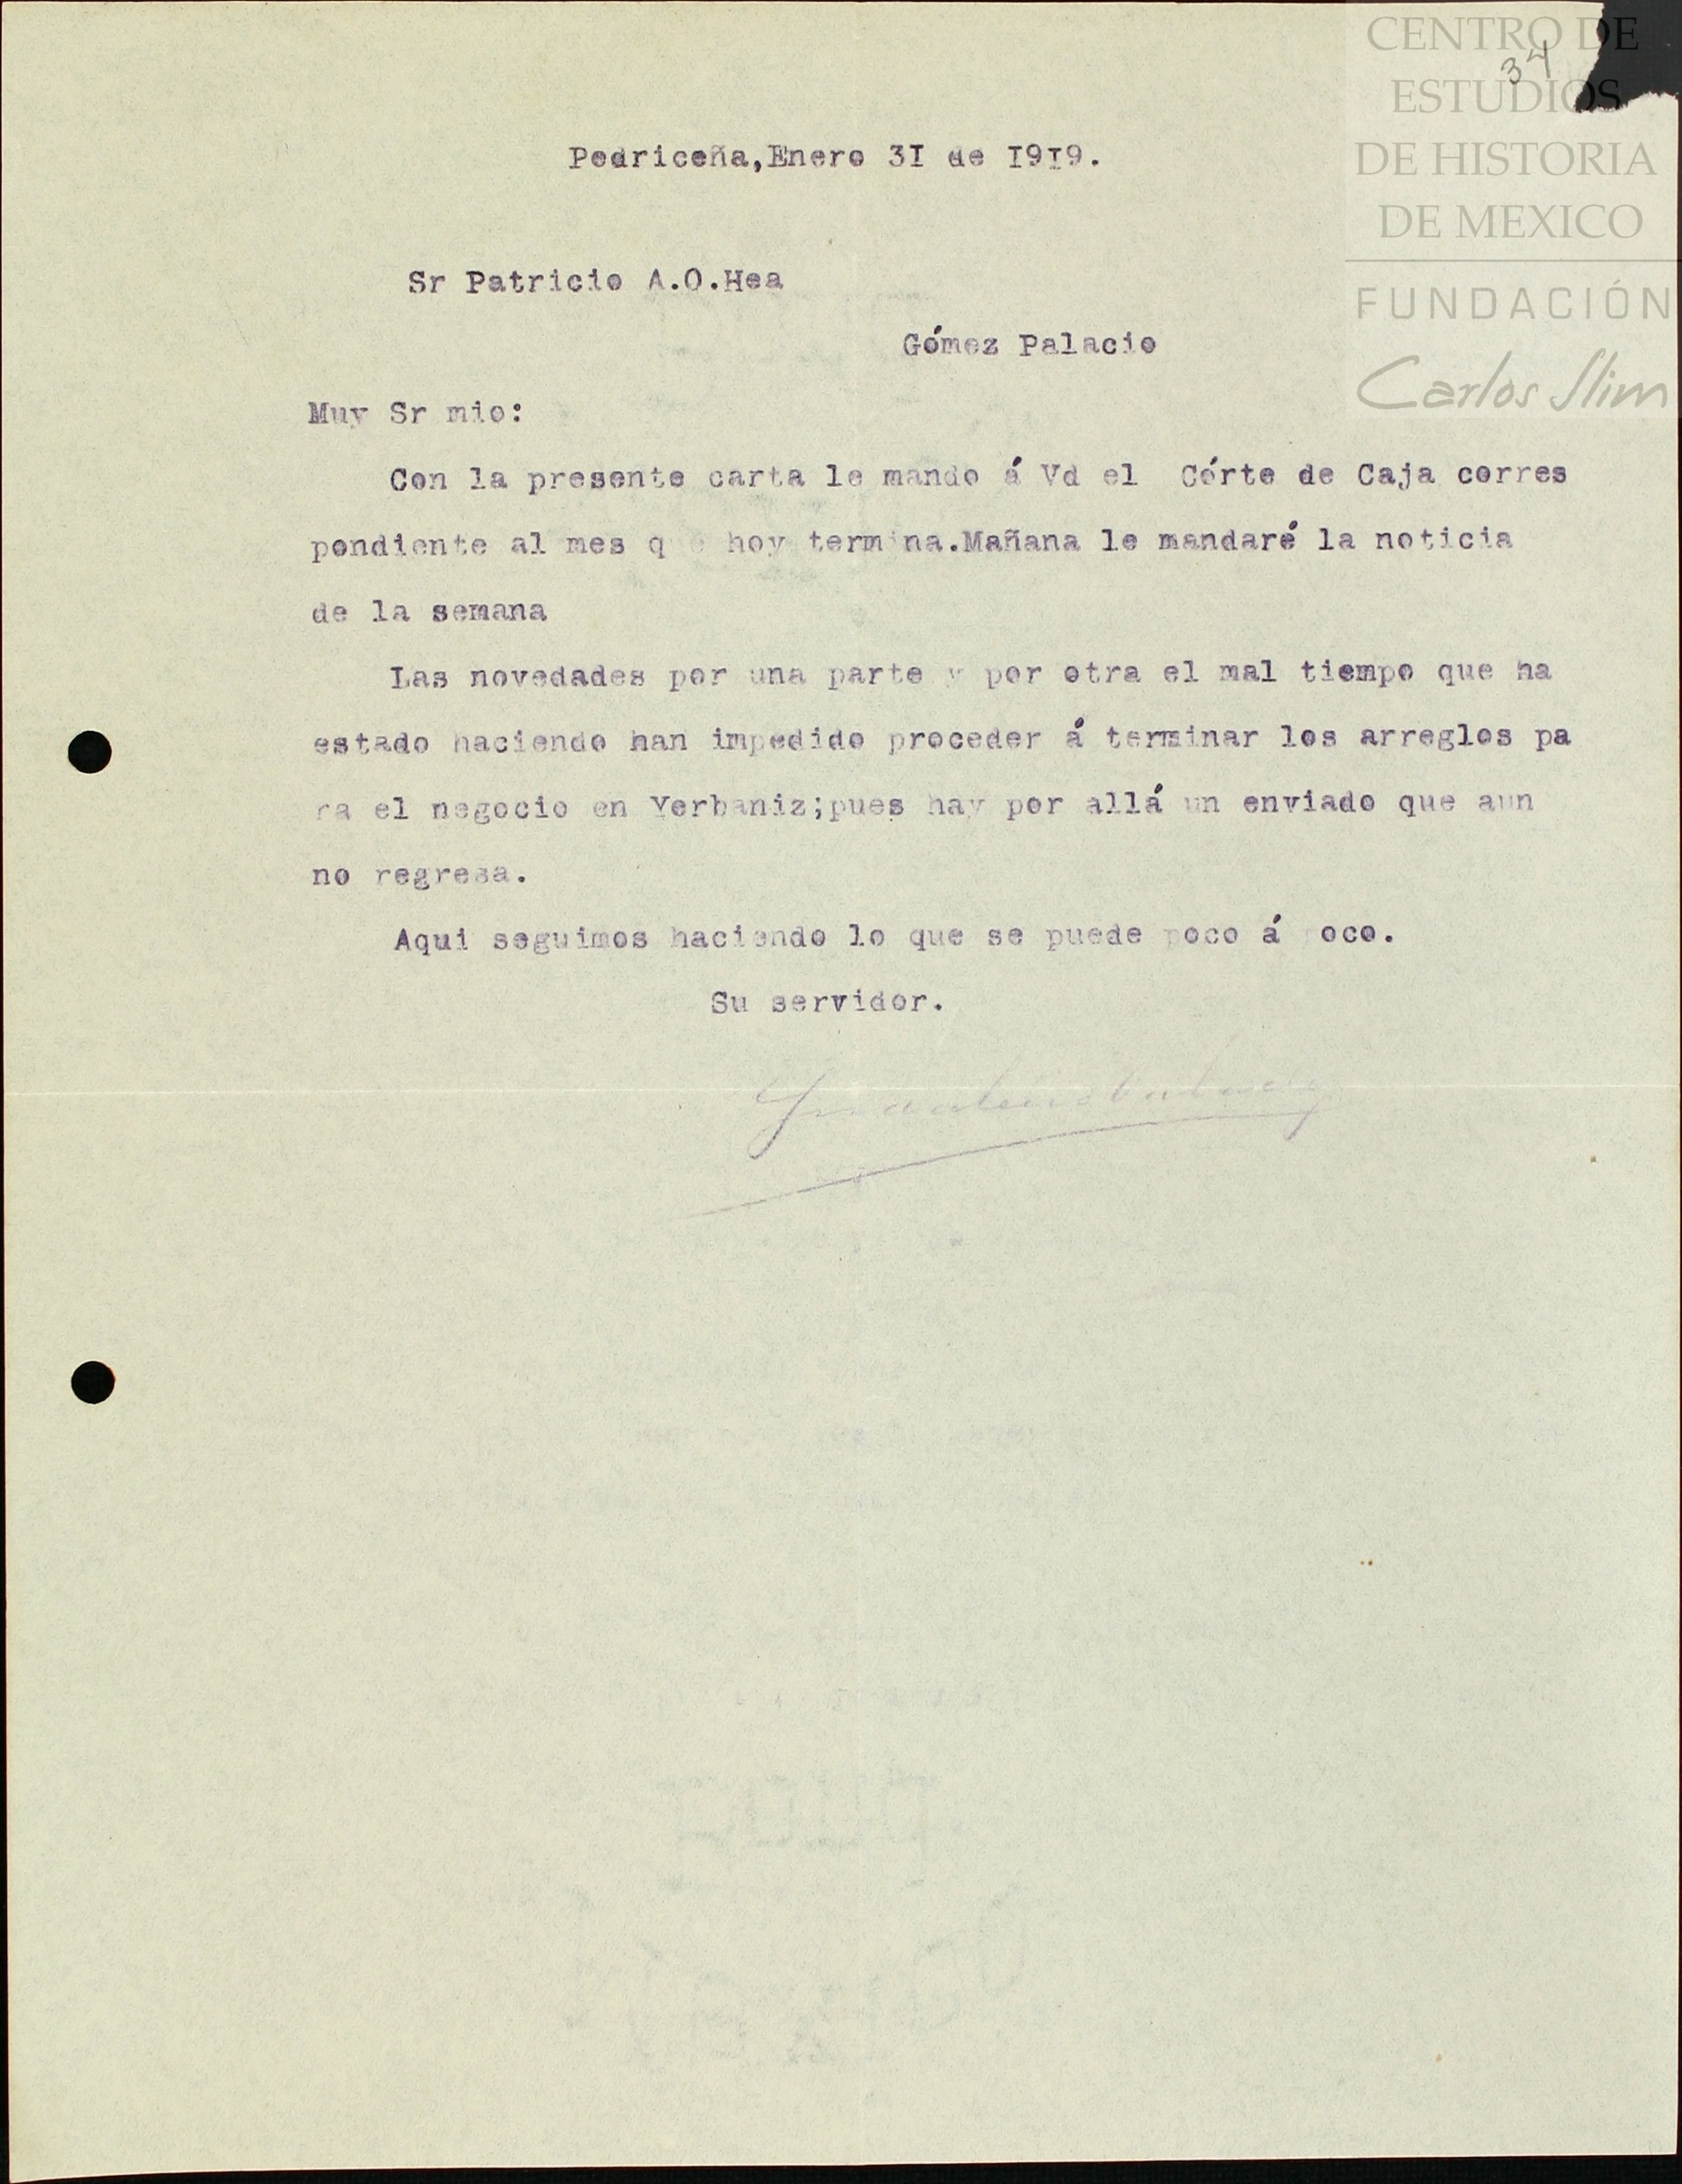 CENTRO DE
ESTUDIOS
DE HISTORIA
DE MEXICO
FUNDACIÓN
Carlos Slim
34
Pedriceña,Enero 3I de I9I9.
Sr Patricio A.O.Hea
Gómez Palacio
Muy Sr mio:
Con la presente carta le mando á Vd el Córte de Caja corres
pondiente al mes que hoy termina.Mañana le mandaré la noticia
de la semana
Las novedades por una parte y por otra el mal tiempo que ha
estado haciendo han impedido proceder á terminar los arreglos pa
ra el negocio en Yerbaniz;pues hay por allá un enviado que aun
no regresa.
Aqui seguimos haciendo lo que se puede poco á poco.
Su servidor.